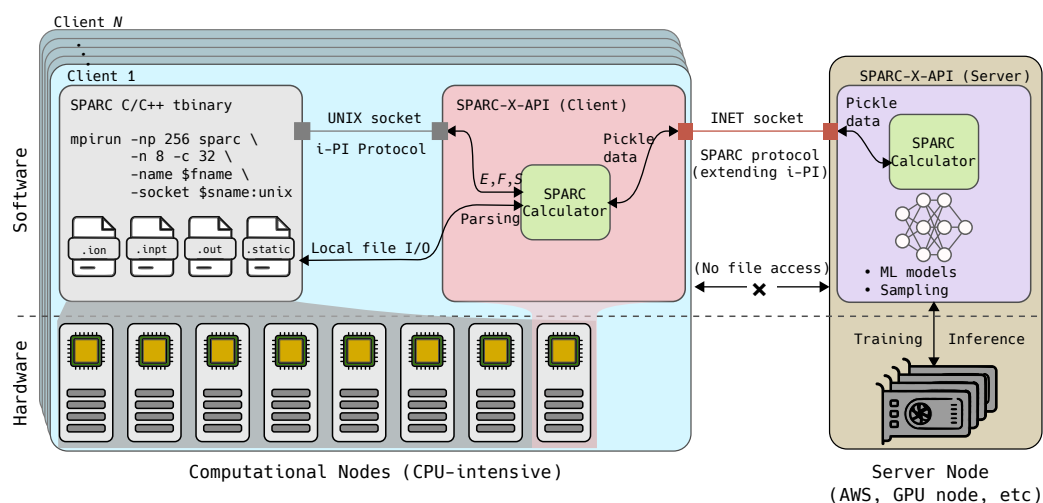 Client N
Client 1
SPARC C/C++ tbinary
mpirun -np 256 sparc \
-n 8 -c 32 \
-name $fname \
-socket $sname:unix
.ion
.inpt
.out
.static
UNIX socket
i-PI Protocol
Local file I/O
SPARC-X-API (Client)
Pickle
data
E,F,S
Parsing
SPARC
Calculator
INET socket
SPARC protocol
(extending i-PI)
(No file access)
SPARC-X-API (Server)
Pickle
data
SPARC
Calculator
• ML models
• Sampling
Training
Inference
Software
Hardware
Computational Nodes (CPU-intensive)
Server Node
(AWS, GPU node, etc)